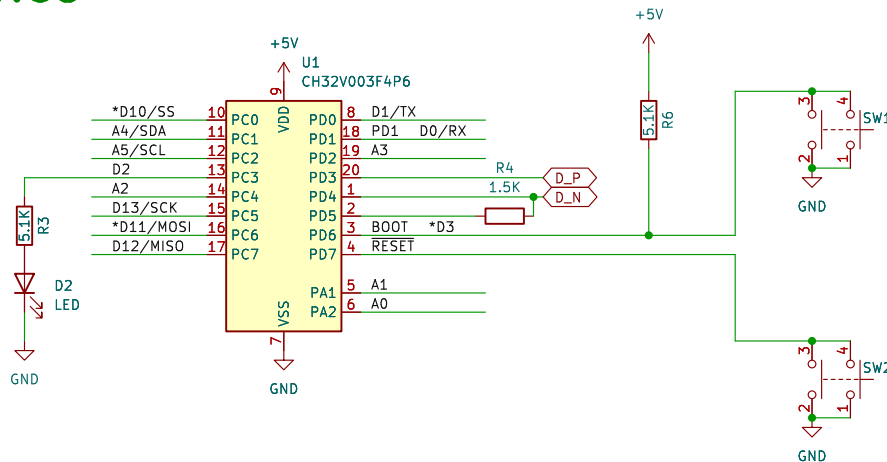 +5V
+5V
U1
CH32V003F4P6
9
VDD
*D10/SS 10 PC0 PD0 8 D1/TX
A4/SDA 11 PC1 PD1 18 PD1 D0/RX
A5/SCL 12 PC2 PD2 19 A3
D2 13 PC3 PD3 20 R4 D_P
A2 14 PC4 PD4 1 1.5K D_N
D13/SCK 15 PC5 PD5 2
*D11/MOSI 16 PC6 PD6 3 BOOT *D3
D12/MISO 17 PC7 PD7 4 RESET
PA1 5 A1
PA2 6 A0
VSS
7
GND
5.1K R3
D2
LED
GND
5.1K R6
3 4
SW1
2 1
GND
3 4
SW2
2 1
GND